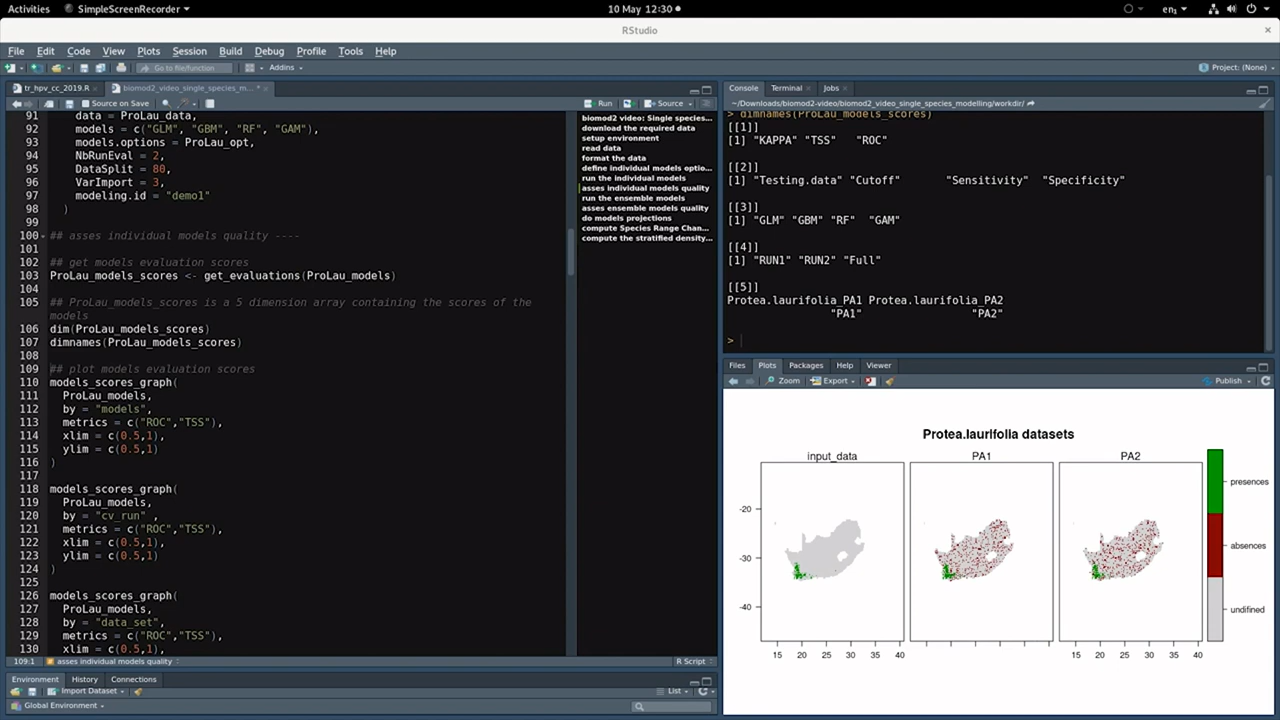 Activities SimpleScreenRecorder 10 May 12:30 en₁
RStudio
File Edit Code View Plots Session Build Debug Profile Tools Help
Go to file/function Addins Project: (None)
tr_hpv_cc_2019.R biomod2_video_single_species_m...*
Source on Save Run Source
91 data = ProLau_data,
92 models = c("GLM", "GBM", "RF", "GAM"),
93 models.options = ProLau_opt,
94 NbRunEval = 2,
95 DataSplit = 80,
96 VarImport = 3,
97 modeling.id = "demo1"
98 )
99
100 ## asses individual models quality ----
101
102 ## get models evaluation scores
103 ProLau_models_scores <- get_evaluations(ProLau_models)
104
105 ## ProLau_models_scores is a 5 dimension array containing the scores of the
models
106 dim(ProLau_models_scores)
107 dimnames(ProLau_models_scores)
108
109 ## plot models evaluation scores
110 models_scores_graph(
111 ProLau_models,
112 by = "models",
113 metrics = c("ROC","TSS"),
114 xlim = c(0.5,1),
115 ylim = c(0.5,1)
116 )
117
118 models_scores_graph(
119 ProLau_models,
120 by = "cv_run" ,
121 metrics = c("ROC","TSS"),
122 xlim = c(0.5,1),
123 ylim = c(0.5,1)
124 )
125
126 models_scores_graph(
127 ProLau_models,
128 by = "data_set",
129 metrics = c("ROC","TSS"),
130 xlim = c(0.5,1),
109:1 asses individual models quality R Script
biomod2 video: Single species...
download the required data
setup environment
read data
format the data
define individual models optio...
run the individual models
asses individual models quality
run the ensemble models
asses ensemble models quality
do models projections
compute Species Range Chan...
compute the stratified density...
Environment History Connections
Import Dataset List
Global Environment
Console Terminal Jobs
~/Downloads/biomod2-video/biomod2_video_single_species_modelling/workdir/
> dimnames(ProLau_models_scores)
[[1]]
[1] "KAPPA" "TSS" "ROC"
[[2]]
[1] "Testing.data" "Cutoff" "Sensitivity" "Specificity"
[[3]]
[1] "GLM" "GBM" "RF" "GAM"
[[4]]
[1] "RUN1" "RUN2" "Full"
[[5]]
Protea.laurifolia_PA1 Protea.laurifolia_PA2
"PA1" "PA2"
>
Files Plots Packages Help Viewer
Zoom Export Publish
Protea.laurifolia datasets
input_data PA1 PA2
-20
-30
-40
15 20 25 30 35 40 15 20 25 30 35 40
presences
absences
undifined